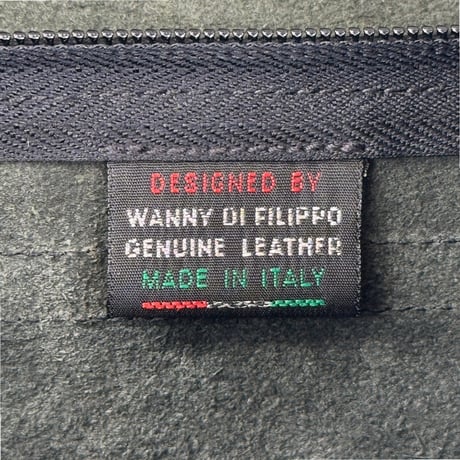 DESIGNED BY
WANNY DI FILIPPO
GENUINE LEATHER
MADE IN ITALY